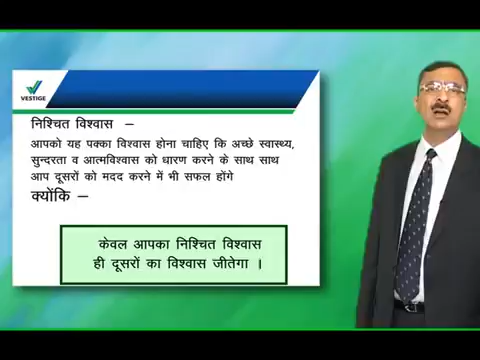 VESTIGE
निश्चित विश्वास –
आपको यह पक्का विश्वास होना चाहिए कि अच्छे स्वास्थ्य,
सुन्दरता व आत्मविश्वास को धारण करने के साथ साथ
आप दूसरों को मदद करने में भी सफल होंगे
क्योंकि –
केवल आपका निश्चित विश्वास
ही दूसरों का विश्वास जीतेगा ।